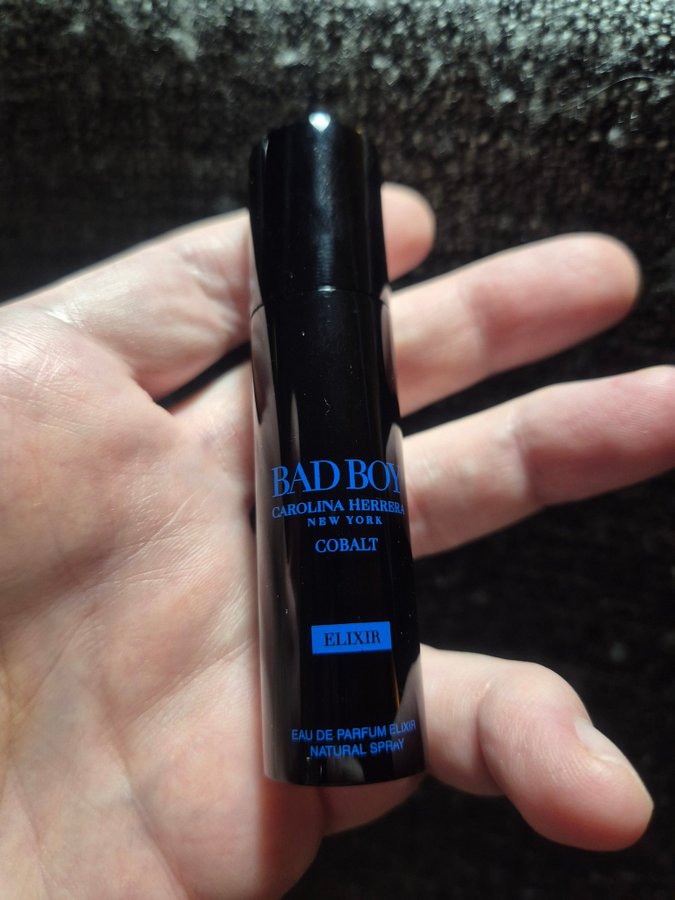 BAD BOY
CAROLINA HERRERA
NEW YORK
COBALT
ELIXIR
EAU DE PARFUM ELIXIR
NATURAL SPRAY